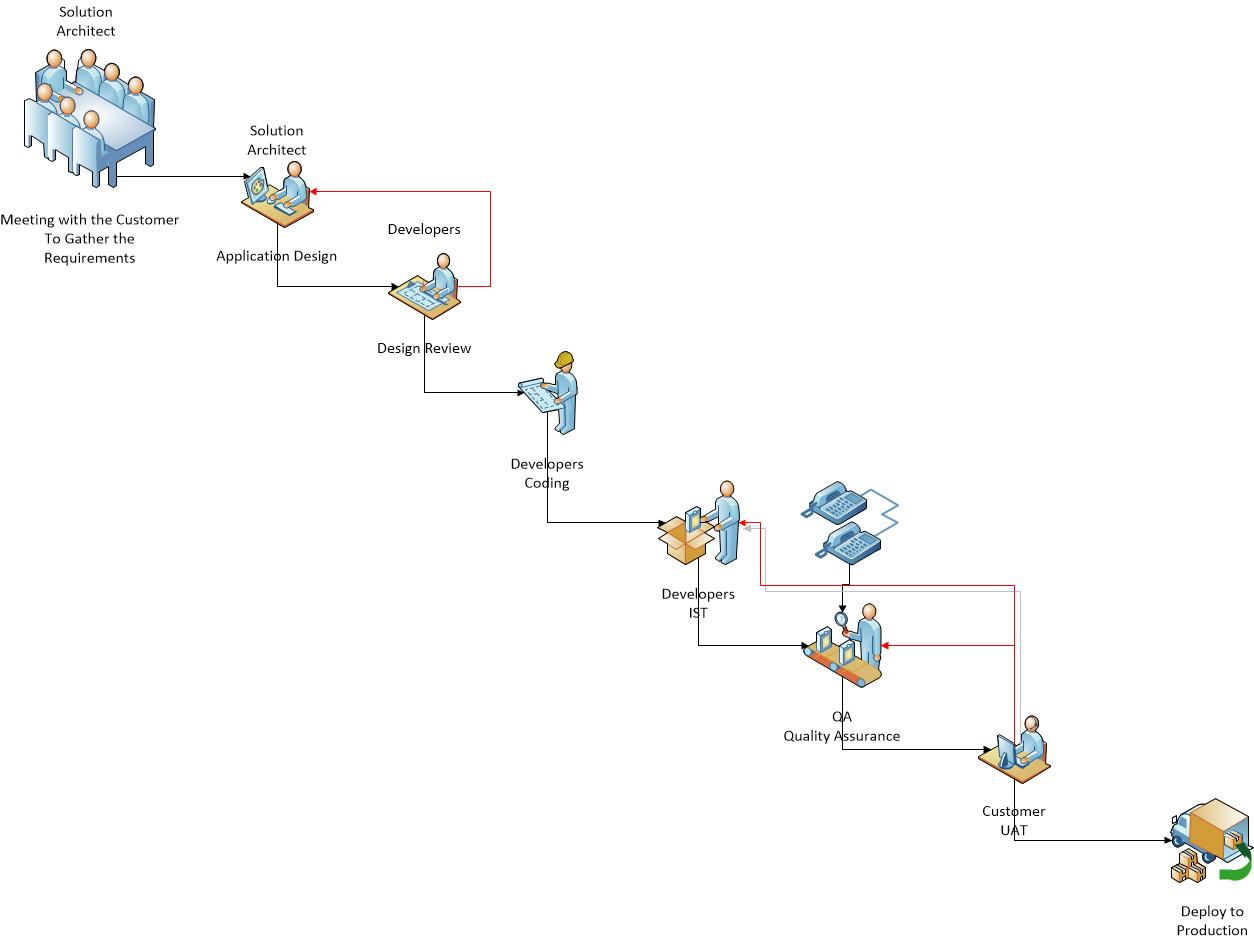 Solution
Architect
Meeting with the Customer
To Gather the
Requirements
Solution
Architect
Application Design
Developers
Design Review
Developers
Coding
Developers
IST
QA
Quality Assurance
Customer
UAT
Deploy to
Production